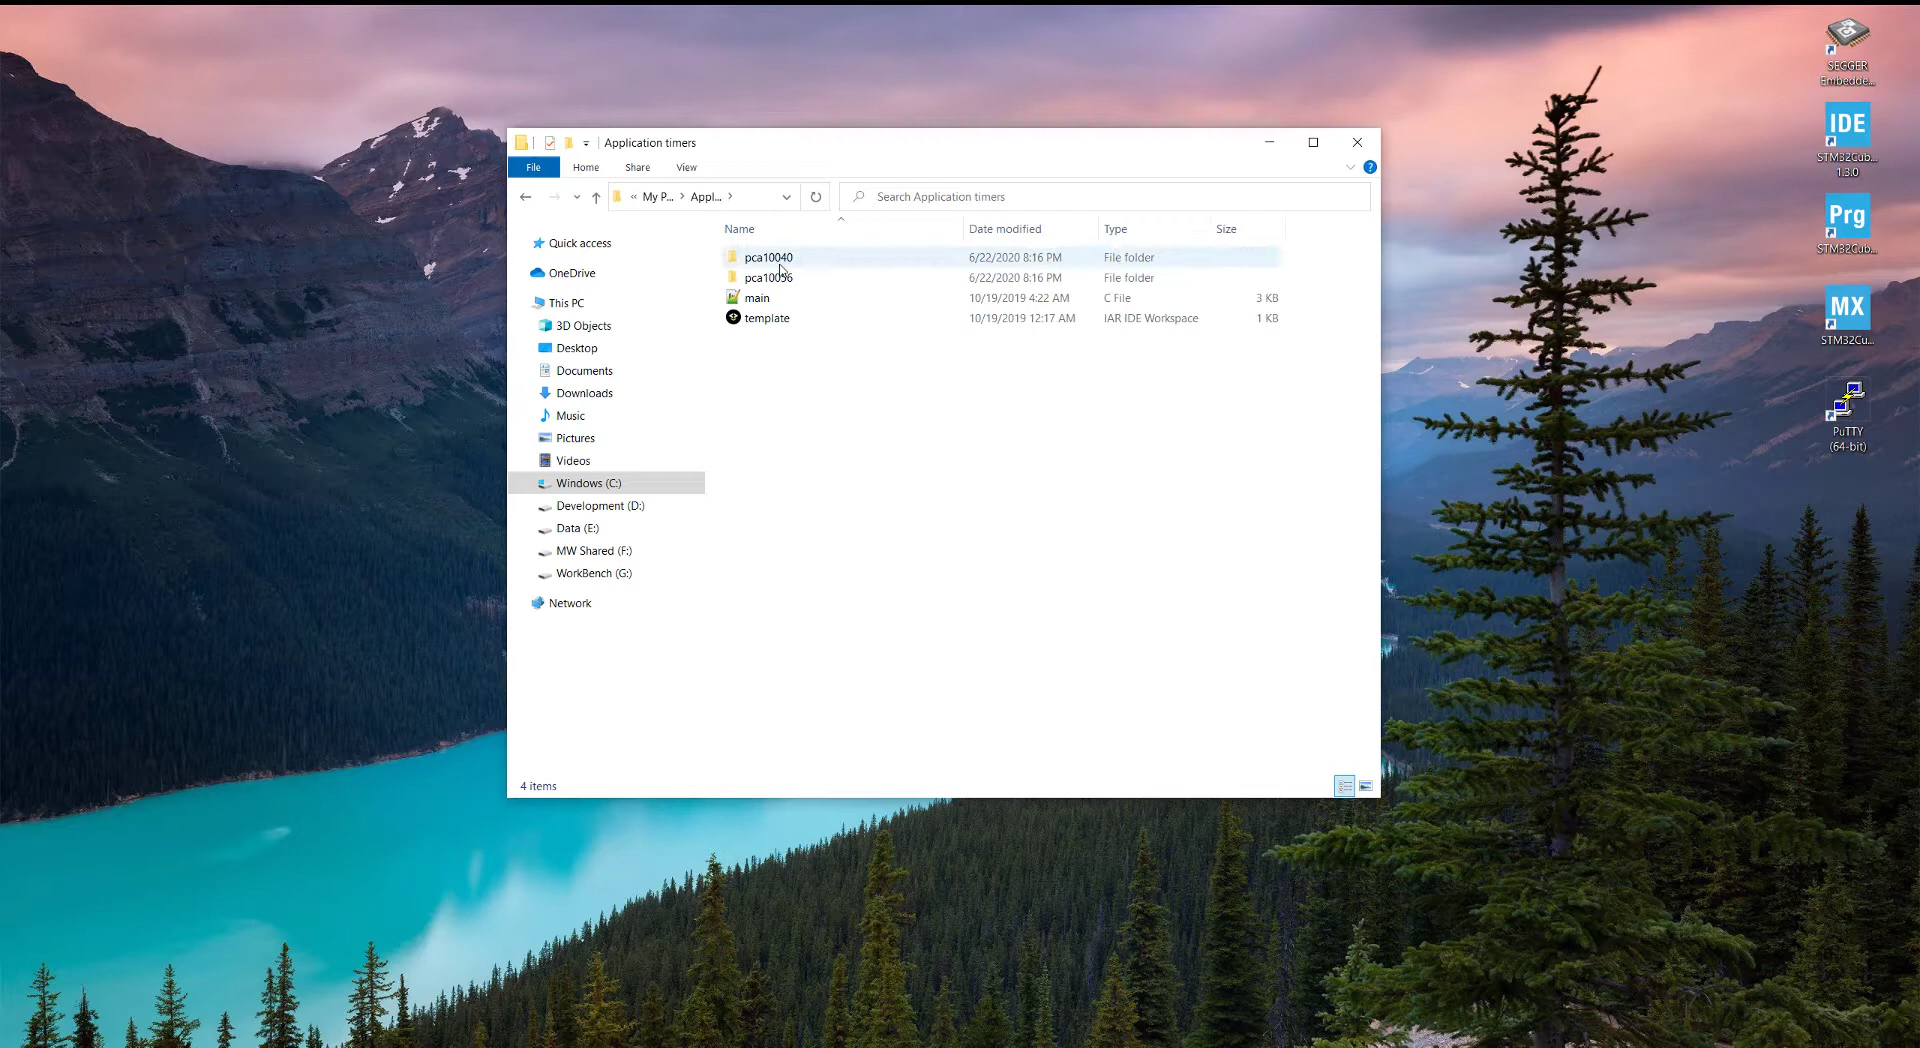 SEGGER
Embedde...
IDE
STM32Cub...
1.3.0
Prg
STM32Cub...
MX
STM32Cu...
PuTTY
(64-bit)
Application timers
File Home Share View
« My P... Appl...
Search Application timers
Name Date modified Type Size
pca10040 6/22/2020 8:16 PM File folder
pca10056 6/22/2020 8:16 PM File folder
main 10/19/2019 4:22 AM C File 3 KB
template 10/19/2019 12:17 AM IAR IDE Workspace 1 KB
Quick access
OneDrive
This PC
3D Objects
Desktop
Documents
Downloads
Music
Pictures
Videos
Windows (C:)
Development (D:)
Data (E:)
MW Shared (F:)
WorkBench (G:)
Network
4 items